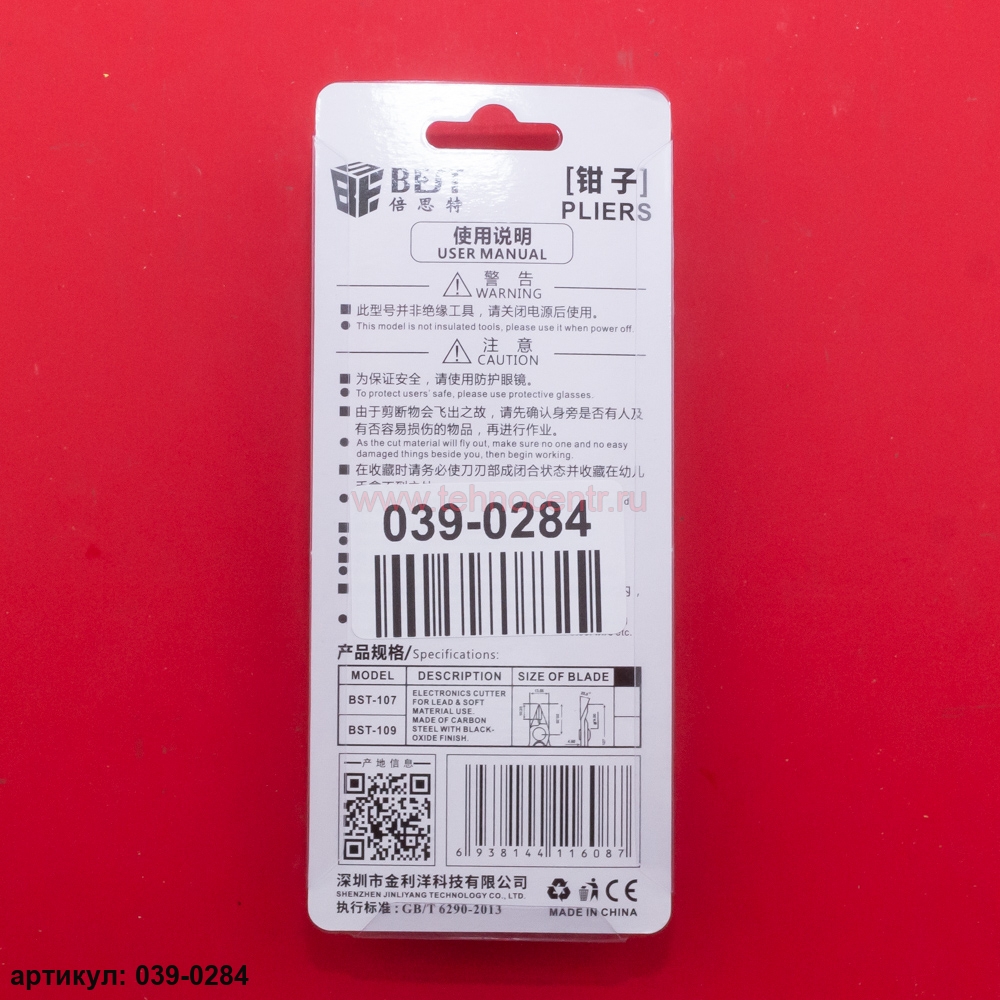 BEST
倍思特
[钳子]
PLIERS
使用说明
USER MANUAL
警 告
WARNING
此型号并非绝缘工具，请关闭电源后使用。
This model is not insulated tools, please use it when power off.
注 意
CAUTION
为保证安全，请使用防护眼镜。
To protect users' safe, please use protective glasses.
由于剪断物会飞出之故，请先确认身旁是否有人及
有否容易损伤的物品，再进行作业。
As the cut material will fly out, make sure no one and no easy
damaged things beside you, then begin working.
在收藏时请务必使刀刃部成闭合状态并收藏在幼儿
www.tehnocentr.ru
039-0284
etc.
产品规格/Specifications:
MODEL DESCRIPTION SIZE OF BLADE
BST-107
BST-109
ELECTRONICS CUTTER
FOR LEAD & SOFT
MATERIAL USE.
MADE OF CARBON
STEEL WITH BLACK-
OXIDE FINISH.
产地信息
6 938144 116087
深圳市金利洋科技有限公司
SHENZHEN JINLIYANG TECHNOLOGY CO., LTD.
执行标准：GB/T 6290-2013
CE
MADE IN CHINA
артикул: 039-0284